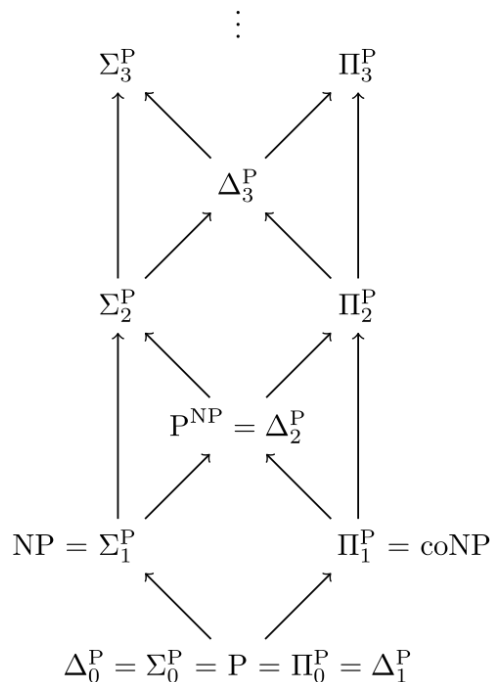 ⋮
Σ₃ᴾ Π₃ᴾ
Δ₃ᴾ
Σ₂ᴾ Π₂ᴾ
Pᴺᴾ = Δ₂ᴾ
NP = Σ₁ᴾ Π₁ᴾ = coNP
Δ₀ᴾ = Σ₀ᴾ = P = Π₀ᴾ = Δ₁ᴾ